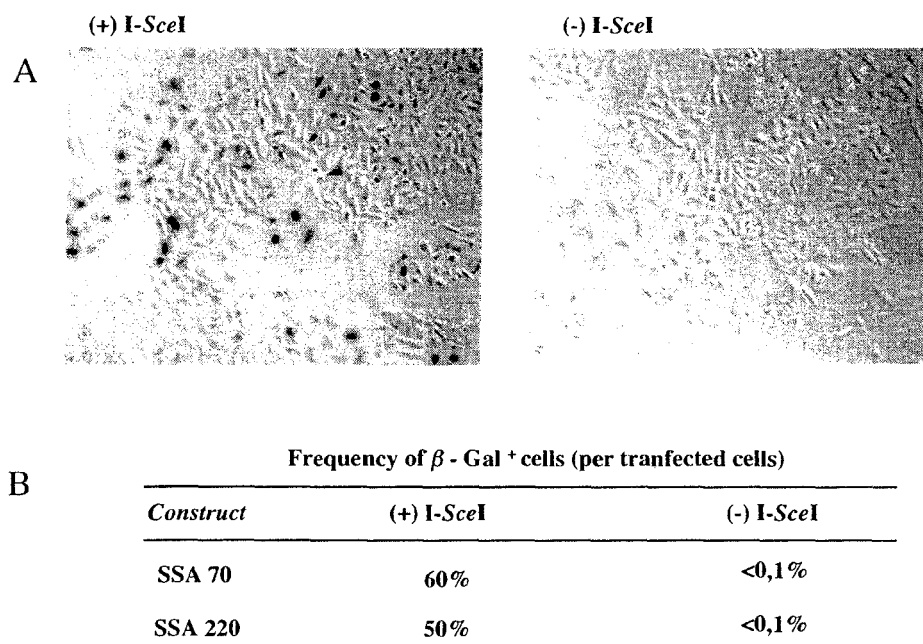 (+) I-SceI (-) I-SceI
A
B
Frequency of β - Gal + cells (per tranfected cells)
Construct (+) I-SceI (-) I-SceI
SSA 70 60% <0,1%
SSA 220 50% <0,1%